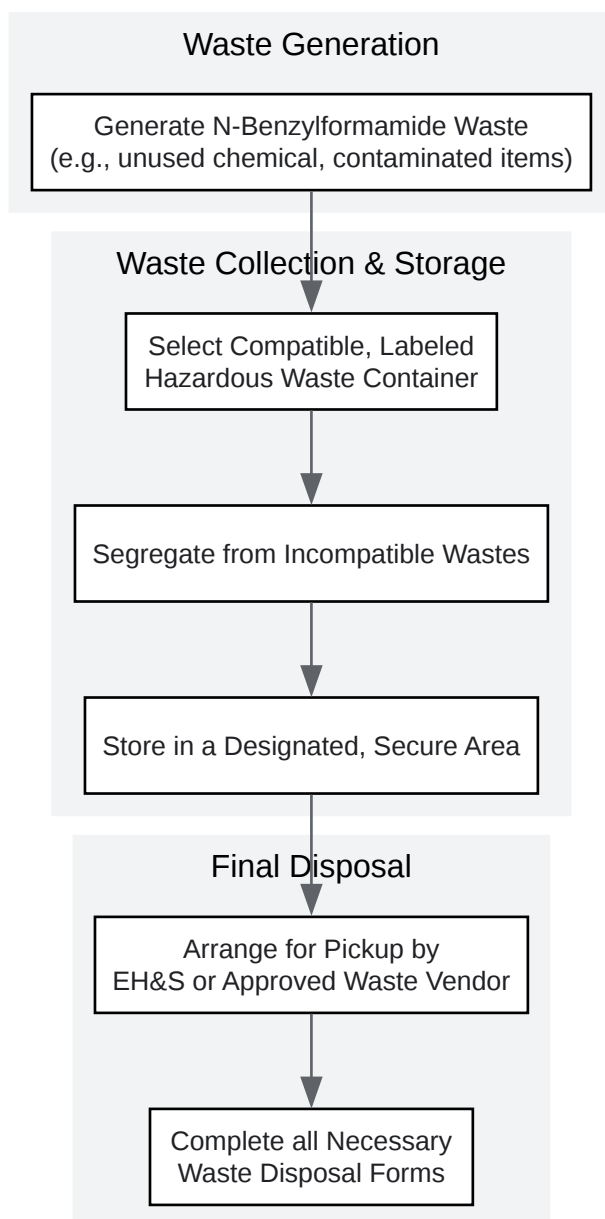 Waste Generation
Generate N-Benzylformamide Waste
(e.g., unused chemical, contaminated items)
Waste Collection & Storage
Select Compatible, Labeled
Hazardous Waste Container
Segregate from Incompatible Wastes
Store in a Designated, Secure Area
Final Disposal
Arrange for Pickup by
EH&S or Approved Waste Vendor
Complete all Necessary
Waste Disposal Forms